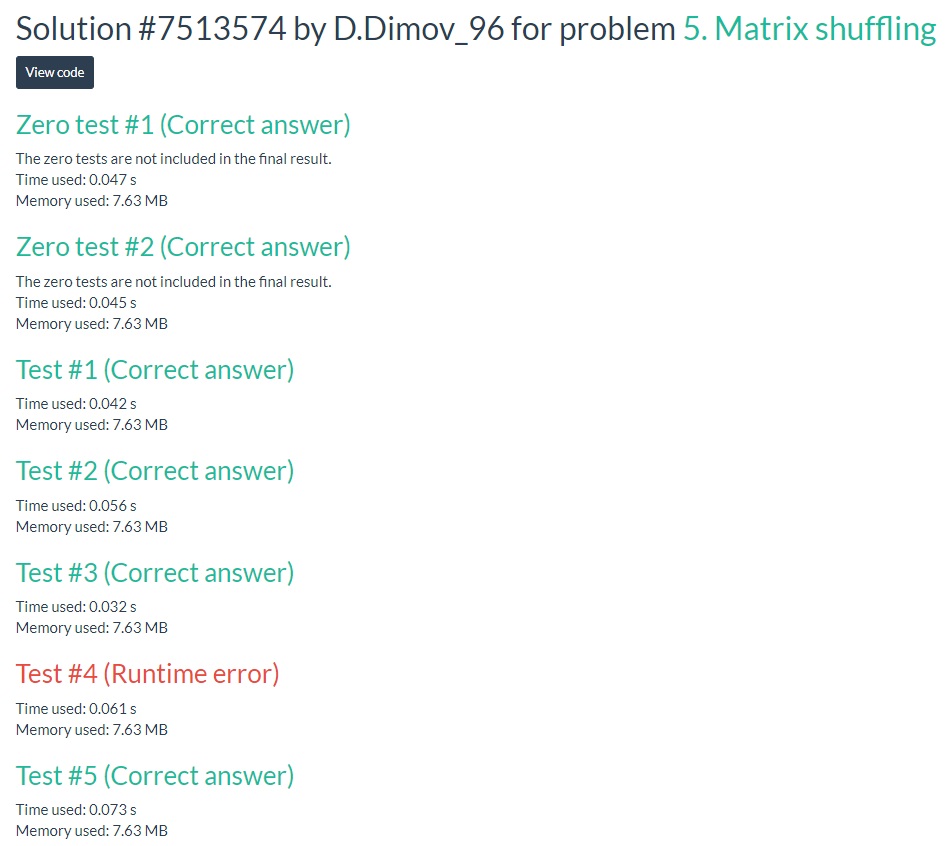 Solution #7513574 by D.Dimov_96 for problem 5. Matrix shuffling
View code
Zero test #1 (Correct answer)
The zero tests are not included in the final result.
Time used: 0.047 s
Memory used: 7.63 MB
Zero test #2 (Correct answer)
The zero tests are not included in the final result.
Time used: 0.045 s
Memory used: 7.63 MB
Test #1 (Correct answer)
Time used: 0.042 s
Memory used: 7.63 MB
Test #2 (Correct answer)
Time used: 0.056 s
Memory used: 7.63 MB
Test #3 (Correct answer)
Time used: 0.032 s
Memory used: 7.63 MB
Test #4 (Runtime error)
Time used: 0.061 s
Memory used: 7.63 MB
Test #5 (Correct answer)
Time used: 0.073 s
Memory used: 7.63 MB